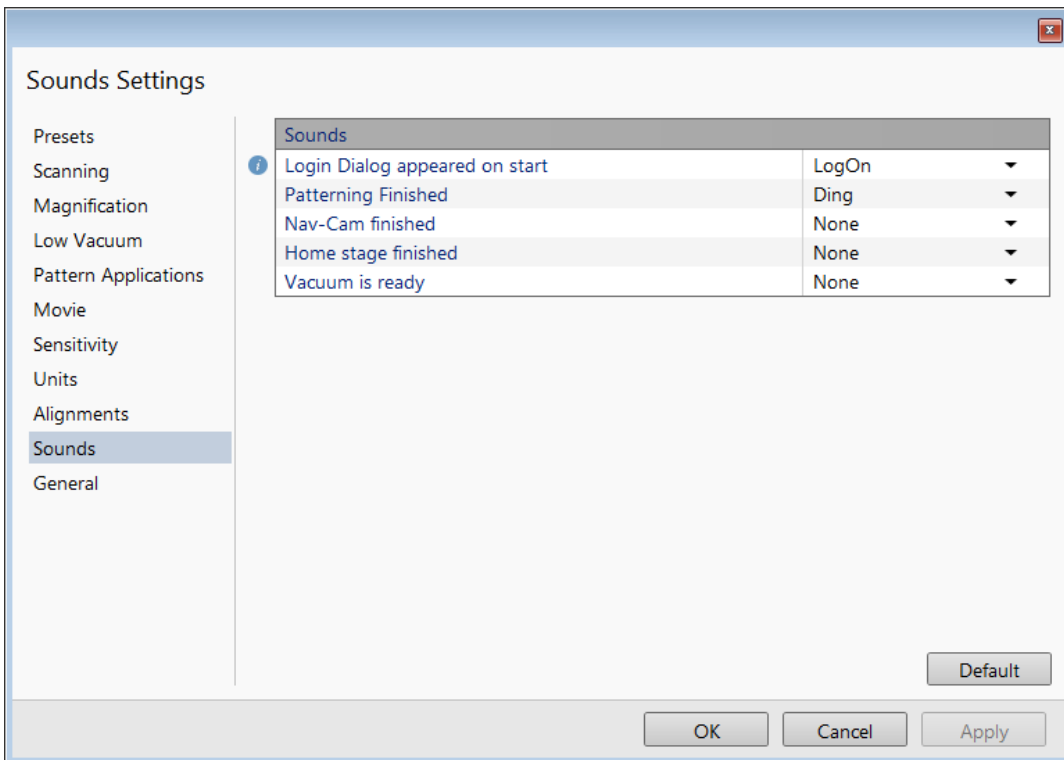 Sounds Settings
Presets
Scanning
Magnification
Low Vacuum
Pattern Applications
Movie
Sensitivity
Units
Alignments
Sounds
General
Sounds
Login Dialog appeared on start LogOn
Patterning Finished Ding
Nav-Cam finished None
Home stage finished None
Vacuum is ready None
Default
OK Cancel Apply